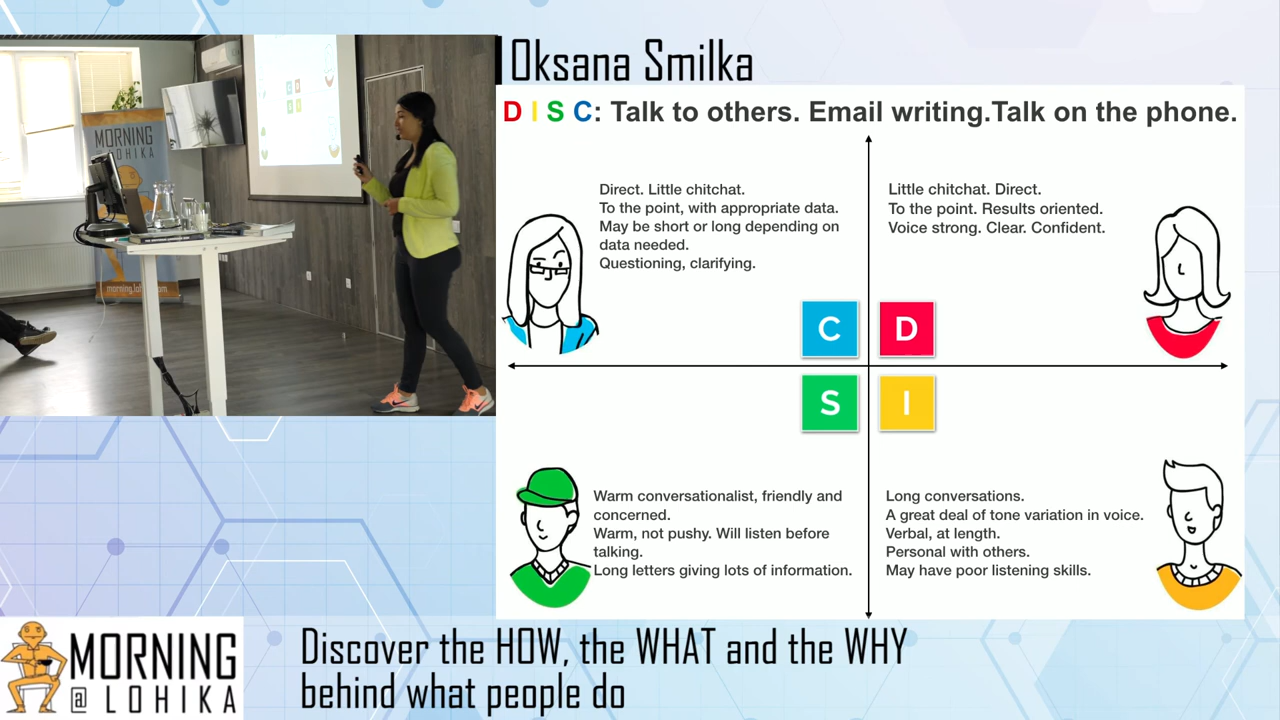 Oksana Smilka
D I S C: Talk to others. Email writing.Talk on the phone.
Direct. Little chitchat.
To the point, with appropriate data.
May be short or long depending on
data needed.
Questioning, clarifying.
Little chitchat. Direct.
To the point. Results oriented.
Voice strong. Clear. Confident.
C D
S I
Warm conversationalist, friendly and
concerned.
Warm, not pushy. Will listen before
talking.
Long letters giving lots of information.
Long conversations.
A great deal of tone variation in voice.
Verbal, at length.
Personal with others.
May have poor listening skills.
MORNING
@ LOHIKA
MORNING
@ LOHIKA
Discover the HOW, the WHAT and the WHY
behind what people do